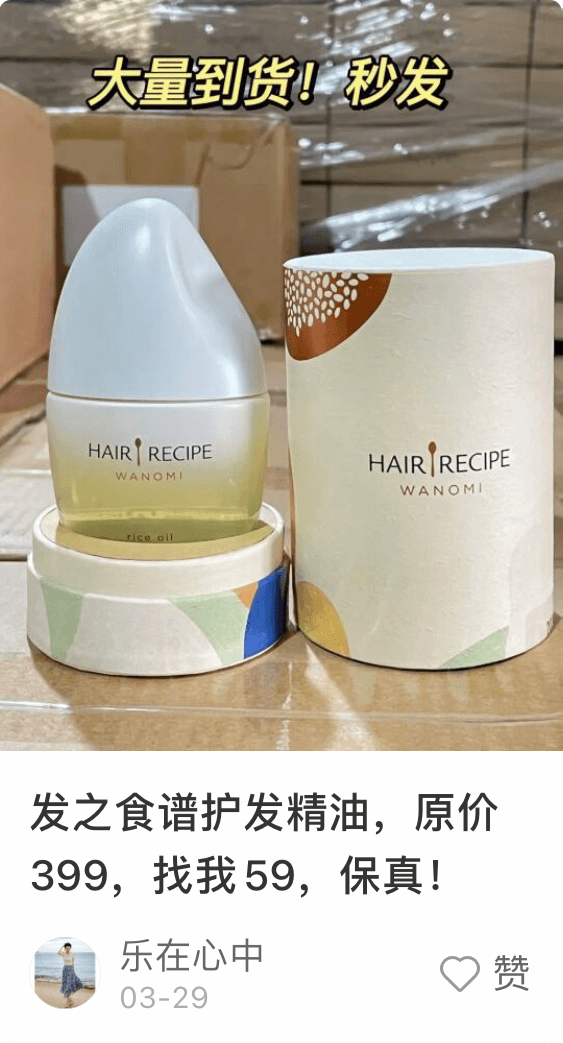 大量到货！秒发
HAIR RECIPE
WANOMI
rice oil
HAIR RECIPE
WANOMI
发之食谱护发精油，原价
399，找我59，保真！
乐在心中
03-29
赞